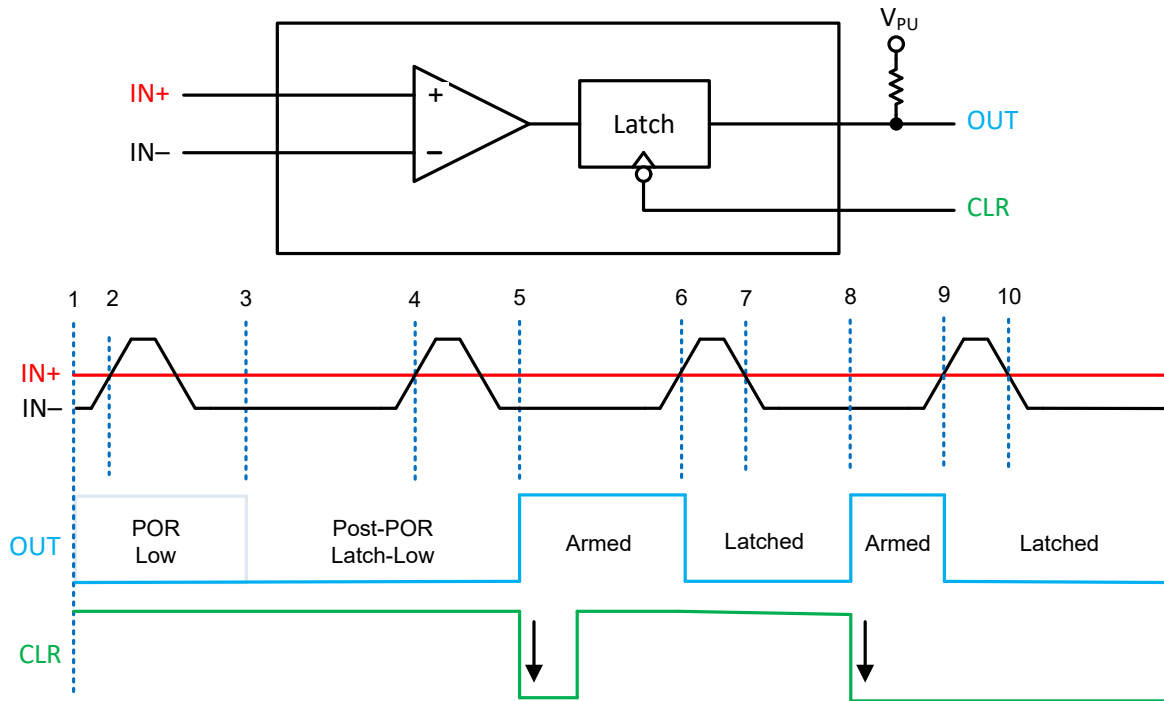 V_PU
IN+
+
Latch
OUT
IN–
−
CLR
1 2 3 4 5 6 7 8 9 10
IN+
IN–
OUT
POR
Low
Post-POR
Latch-Low
Armed
Latched
Armed
Latched
CLR